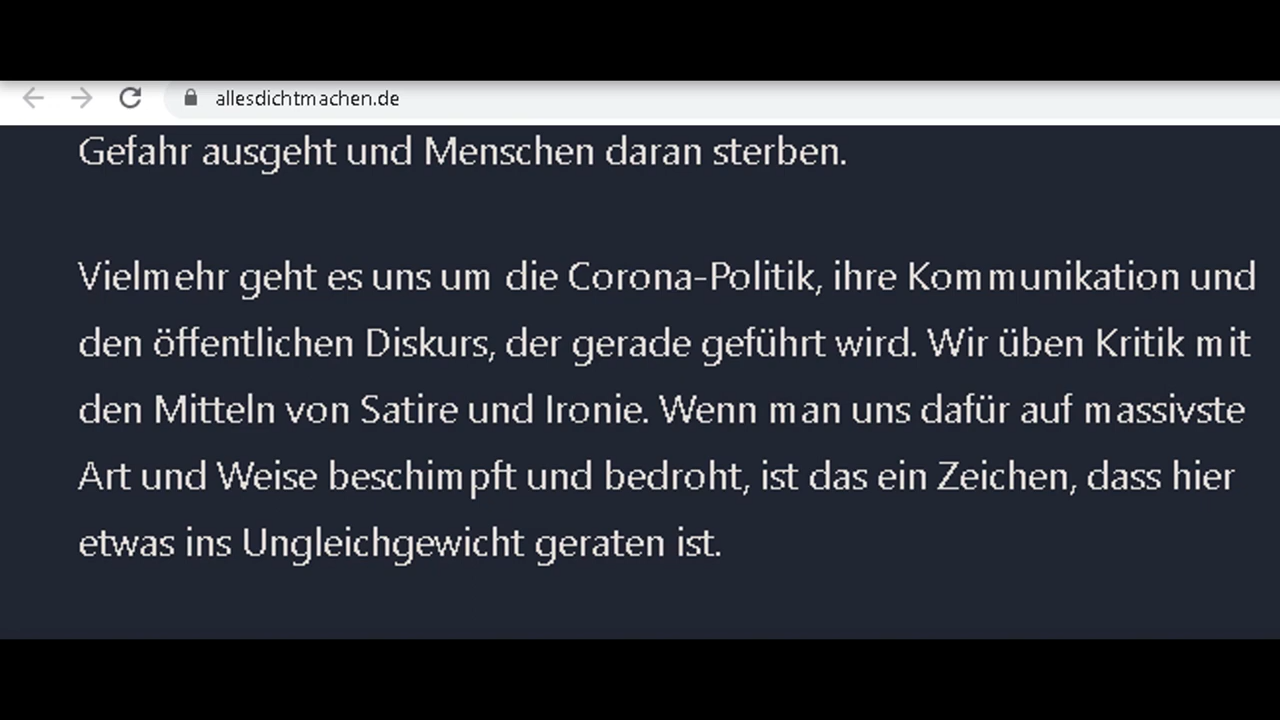 allesdichtmachen.de
Gefahr ausgeht und Menschen daran sterben.
Vielmehr geht es uns um die Corona-Politik, ihre Kommunikation und
den öffentlichen Diskurs, der gerade geführt wird. Wir üben Kritik mit
den Mitteln von Satire und Ironie. Wenn man uns dafür auf massivste
Art und Weise beschimpft und bedroht, ist das ein Zeichen, dass hier
etwas ins Ungleichgewicht geraten ist.